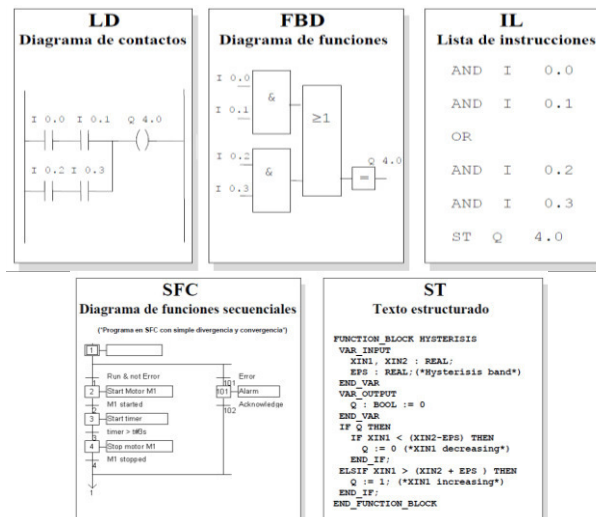 LD
Diagrama de contactos
I 0.0 I 0.1 Q 4.0
I 0.2 I 0.3
FBD
Diagrama de funciones
I 0.0
&
I 0.1
≥1
I 0.2
Q 4.0
&
=
I 0.3
IL
Lista de instrucciones
AND I 0.0
AND I 0.1
OR
AND I 0.2
AND I 0.3
ST Q 4.0
SFC
Diagrama de funciones secuenciales
(*Programa en SFC con simple divergencia y convergencia*)
1
Run & not Error
Error
1
101
2 Start Motor M1
101 Alarm
M1 started
Acknowledge
2
102
3 Start timer
timer > t#3s
3
4 Stop motor M1
M1 stopped
4
1
ST
Texto estructurado
FUNCTION_BLOCK HYSTERISIS
VAR_INPUT
XIN1, XIN2 : REAL;
EPS : REAL;(*Hysterisis band*)
END_VAR
VAR_OUTPUT
Q : BOOL := 0
END_VAR
IF Q THEN
IF XIN1 < (XIN2-EPS) THEN
Q := 0 (*XIN1 decreasing*)
END_IF;
ELSIF XIN1 > (XIN2 + EPS ) THEN
Q := 1; (*XIN1 increasing*)
END_IF;
END_FUNCTION_BLOCK